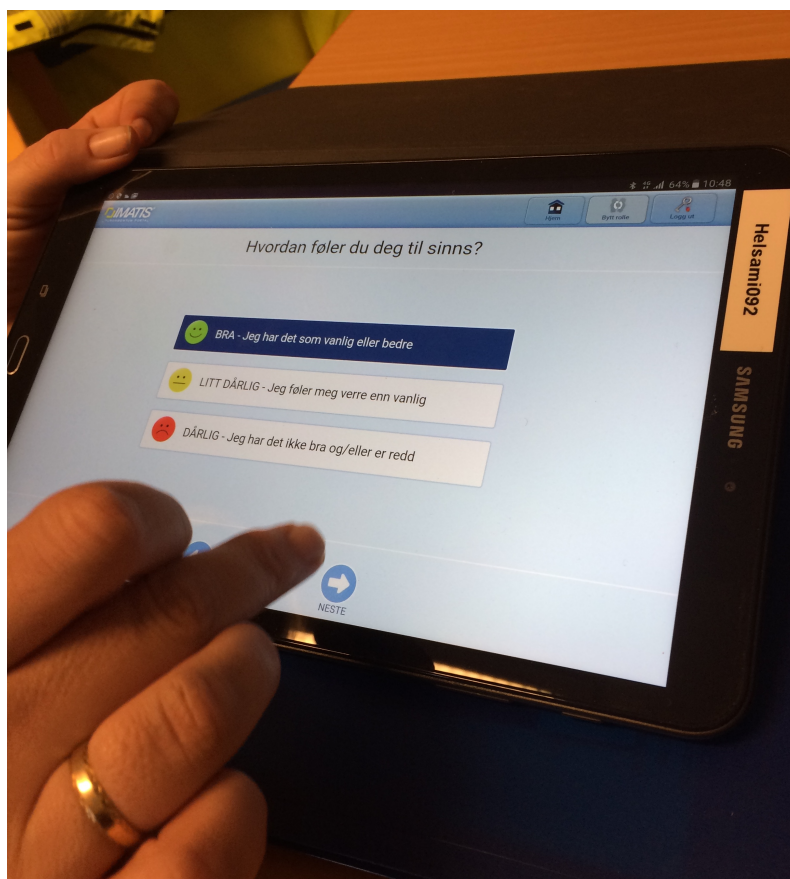 64% 10:48
DIMATIS
Hjem
Bytt rolle
Logg ut
Hvordan føler du deg til sinns?
BRA - Jeg har det som vanlig eller bedre
LITT DÅRLIG - Jeg føler meg verre enn vanlig
DÅRLIG - Jeg har det ikke bra og/eller er redd
NESTE
Helsami092
SAMSUNG